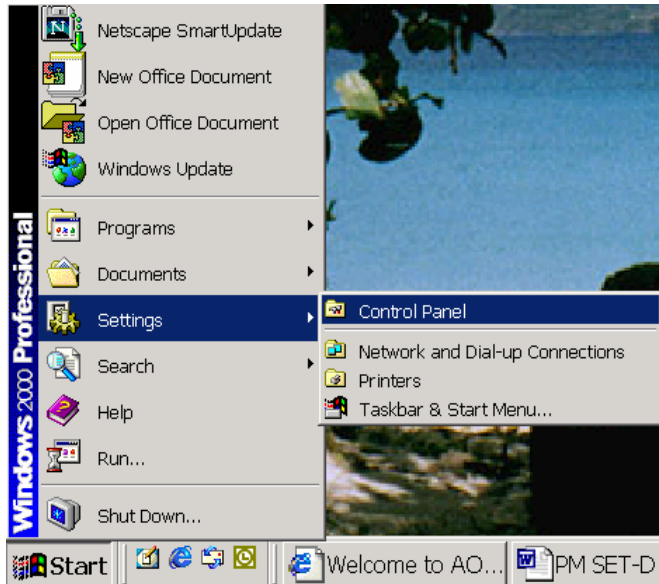 Netscape SmartUpdate
New Office Document
Open Office Document
Windows Update
Programs
Documents
Settings
Search
Help
Run...
Shut Down...
Windows 2000 Professional
Control Panel
Network and Dial-up Connections
Printers
Taskbar & Start Menu...
Start
Welcome to AO...
PM SET-D